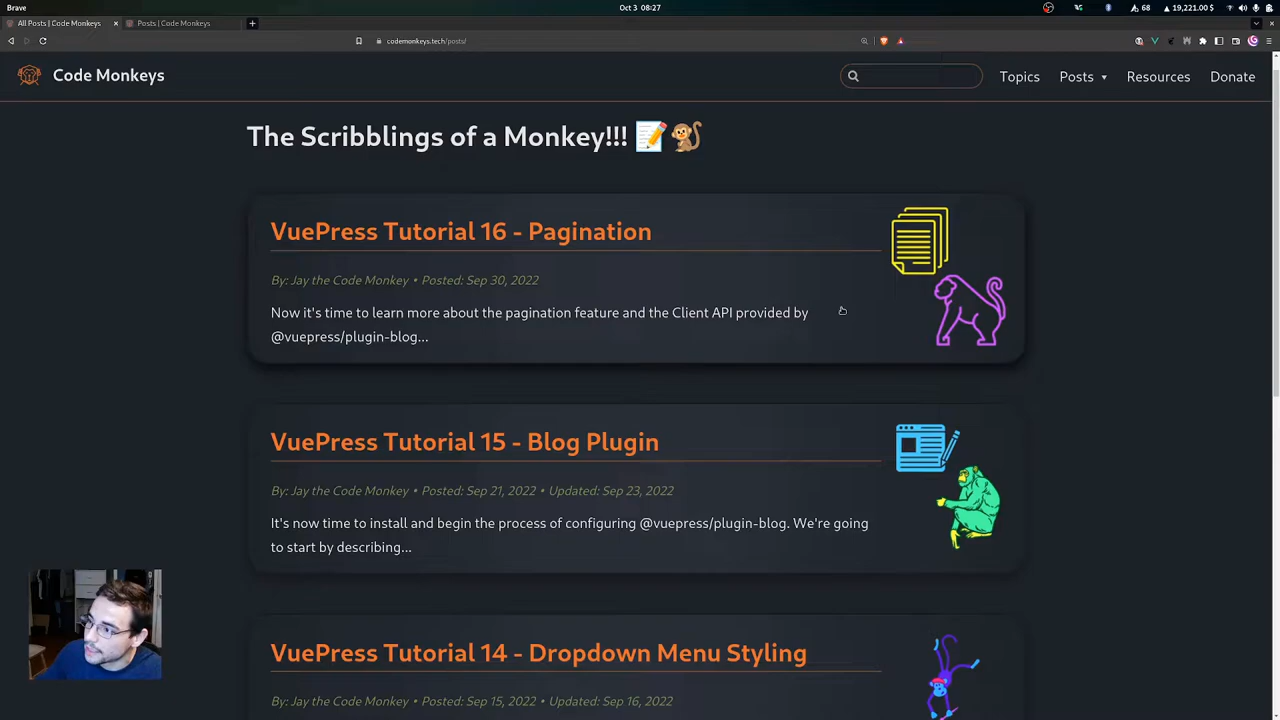 Brave
Oct 3 08:27
68
19,221.00 $
All Posts | Code Monkeys
Posts | Code Monkeys
codemonkeys.tech/posts/
Code Monkeys
Topics
Posts
Resources
Donate
The Scribblings of a Monkey!!! 📝🐒
VuePress Tutorial 16 - Pagination
By: Jay the Code Monkey • Posted: Sep 30, 2022
Now it's time to learn more about the pagination feature and the Client API provided by
@vuepress/plugin-blog...
VuePress Tutorial 15 - Blog Plugin
By: Jay the Code Monkey • Posted: Sep 21, 2022 • Updated: Sep 23, 2022
It's now time to install and begin the process of configuring @vuepress/plugin-blog. We're going
to start by describing...
VuePress Tutorial 14 - Dropdown Menu Styling
By: Jay the Code Monkey • Posted: Sep 15, 2022 • Updated: Sep 16, 2022